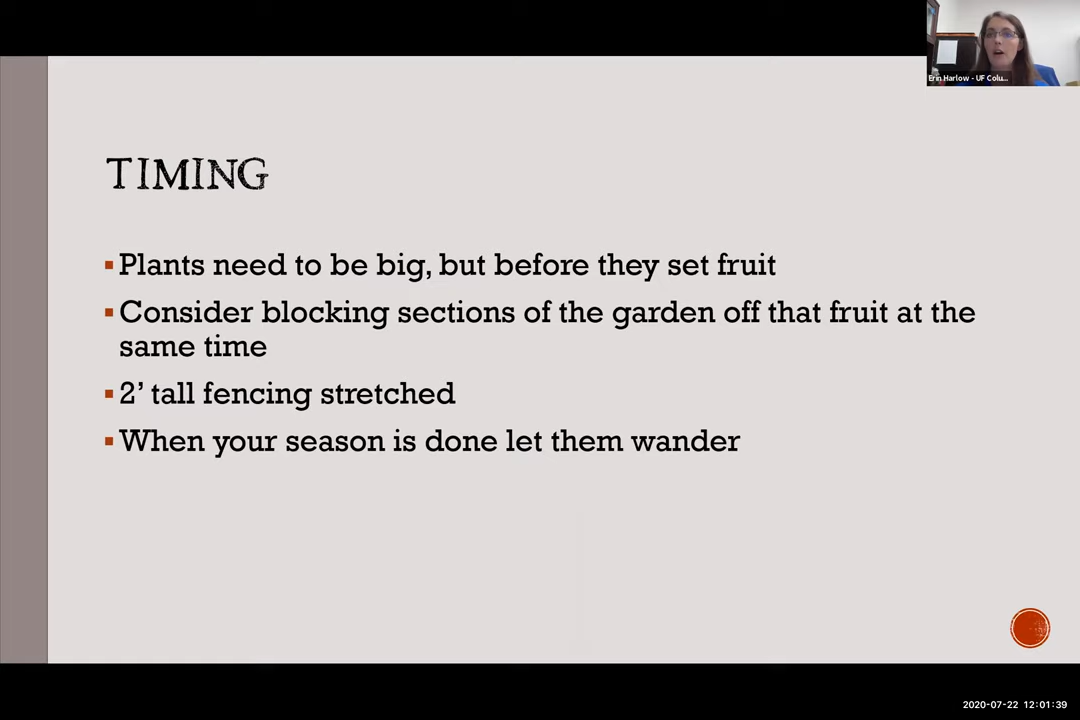 Erin Harlow - UF Colu...
TIMING
▪Plants need to be big, but before they set fruit
▪Consider blocking sections of the garden off that fruit at the
same time
▪2’ tall fencing stretched
▪When your season is done let them wander
2020-07-22 12:01:39